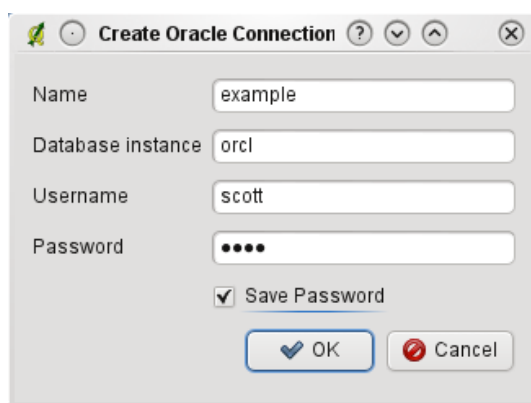 Create Oracle Connection
Name example
Database instance orcl
Username scott
Password ••••
Save Password
OK Cancel